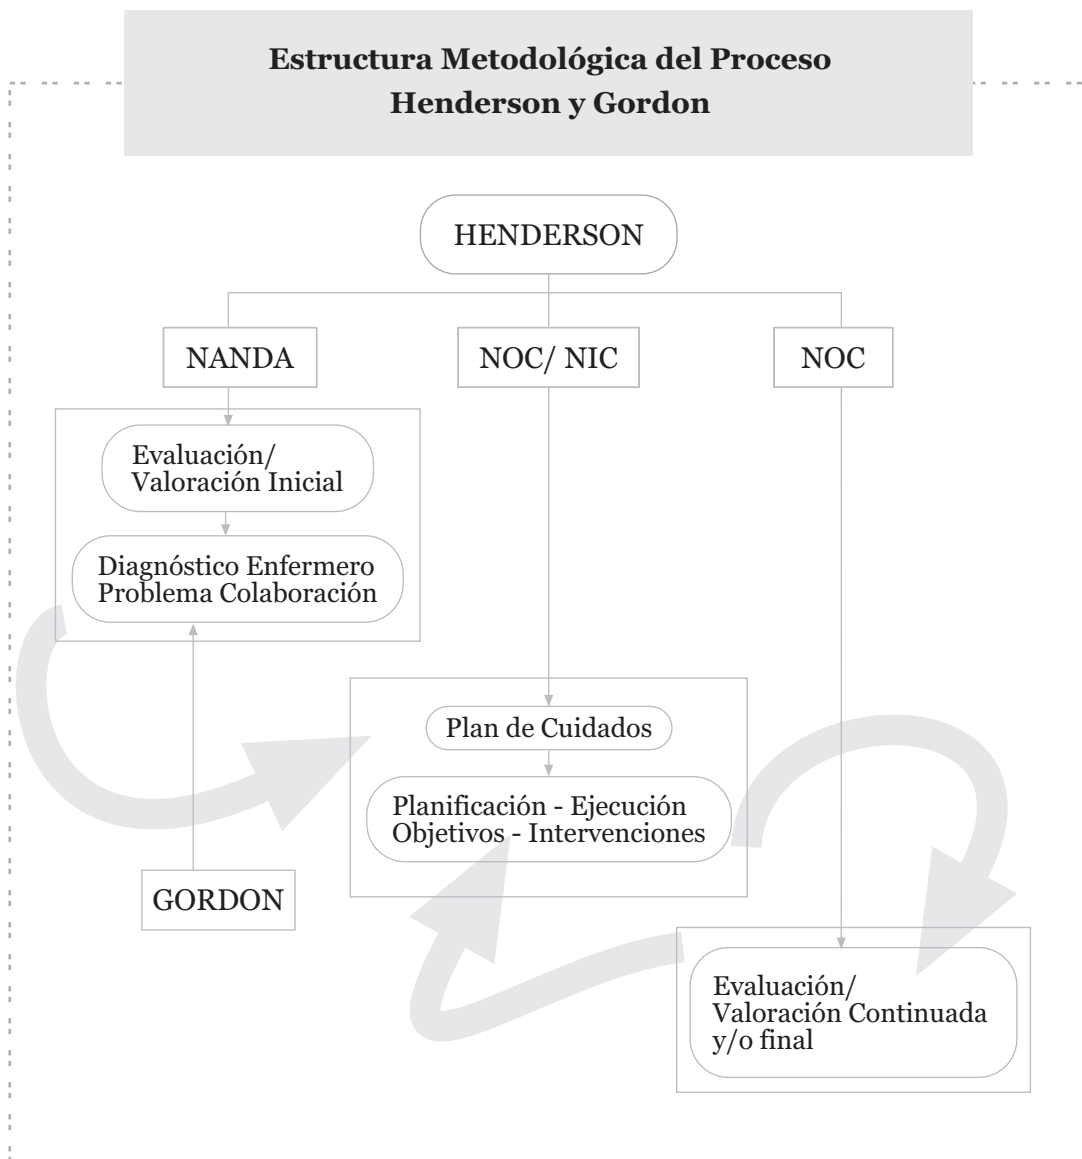 Estructura Metodológica del Proceso
Henderson y Gordon
HENDERSON
NANDA
NOC/ NIC
NOC
Evaluación/
Valoración Inicial
Diagnóstico Enfermero
Problema Colaboración
Plan de Cuidados
Planificación - Ejecución
Objetivos - Intervenciones
GORDON
Evaluación/
Valoración Continuada
y/o final